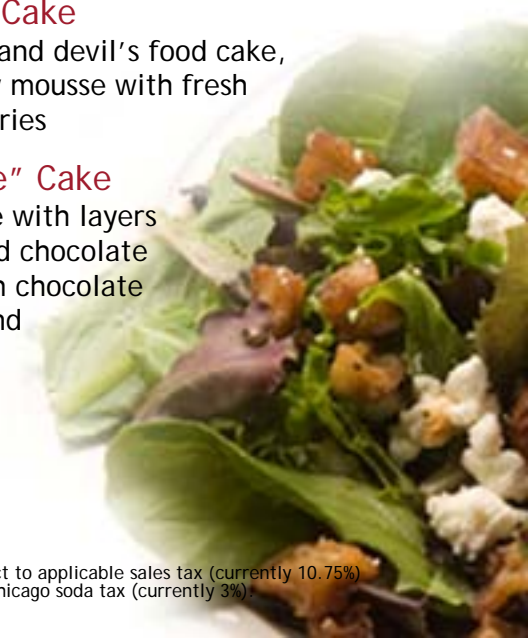 Cake
and devil's food cake,
mousse with fresh
ries
e" Cake
with layers
d chocolate
chocolate
nd
ct to applicable sales tax (currently 10.75%)
hicago soda tax (currently 3%).